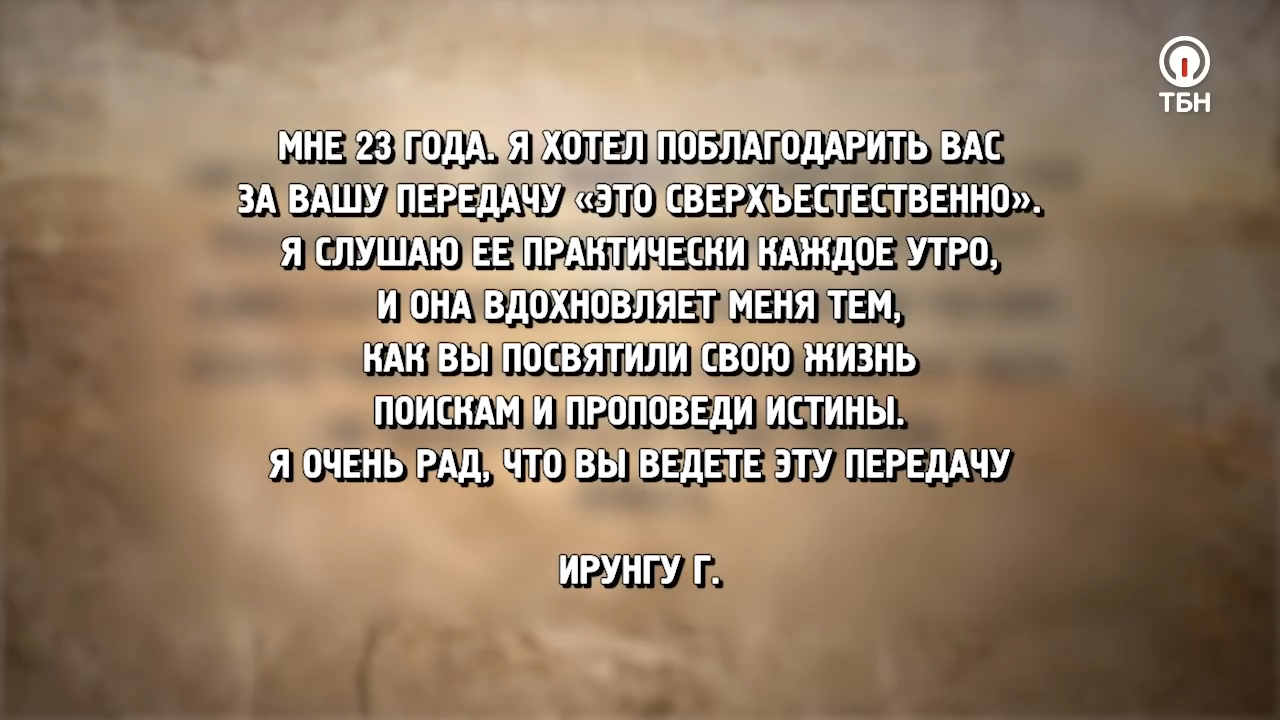 ТБН
МНЕ 23 ГОДА. Я ХОТЕЛ ПОБЛАГОДАРИТЬ ВАС
ЗА ВАШУ ПЕРЕДАЧУ «ЭТО СВЕРХЪЕСТЕСТВЕННО».
Я СЛУШАЮ ЕЕ ПРАКТИЧЕСКИ КАЖДОЕ УТРО,
И ОНА ВДОХНОВЛЯЕТ МЕНЯ ТЕМ,
КАК ВЫ ПОСВЯТИЛИ СВОЮ ЖИЗНЬ
ПОИСКАМ И ПРОПОВЕДИ ИСТИНЫ.
Я ОЧЕНЬ РАД, ЧТО ВЫ ВЕДЕТЕ ЭТУ ПЕРЕДАЧУ
ИРУНГУ Г.